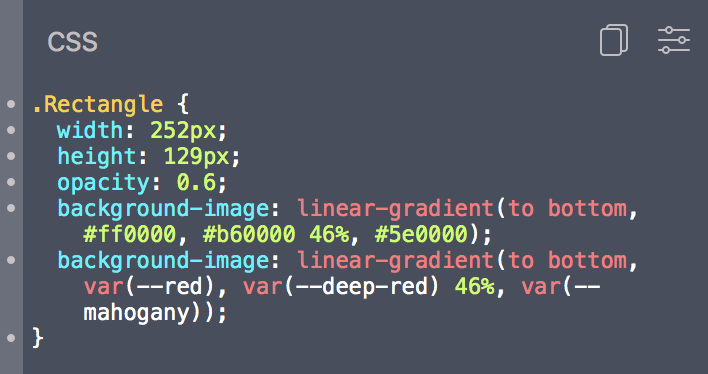 CSS
.Rectangle {
width: 252px;
height: 129px;
opacity: 0.6;
background-image: linear-gradient(to bottom,
#ff0000, #b60000 46%, #5e0000);
background-image: linear-gradient(to bottom,
var(--red), var(--deep-red) 46%, var(--
mahogany));
}